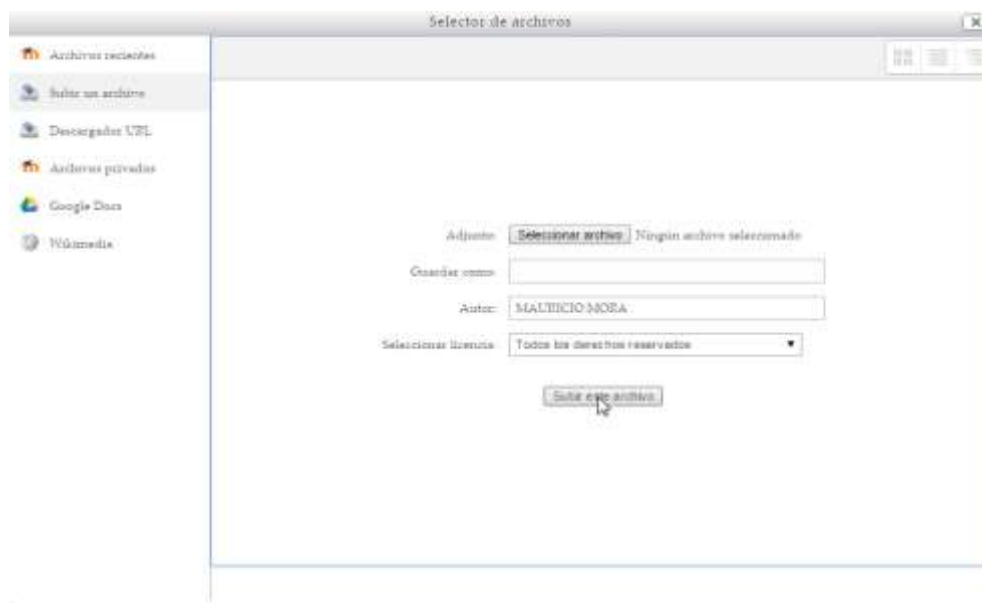 Selector de archivos
Archivos recientes
Subir un archivo
Descargador URL
Archivos privados
Google Docs
Wikimedia
Adjunto: Seleccionar archivo Ningún archivo seleccionado
Guardar como:
Autor: MAURICIO MORA
Seleccionar licencia: Todos los derechos reservados
Subir este archivo